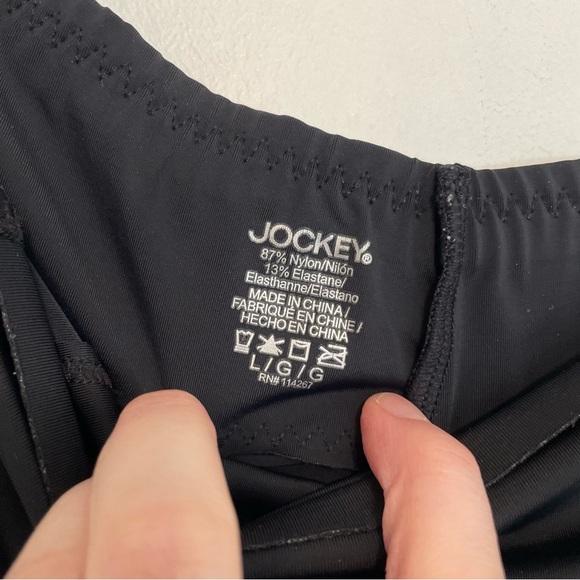 JOCKEY®
87% Nylon/Nilón
13% Elastane/
Elasthanne/Elastano
MADE IN CHINA/
FABRIQUÉ EN CHINE/
HECHO EN CHINA
L/G/G
RN#114267